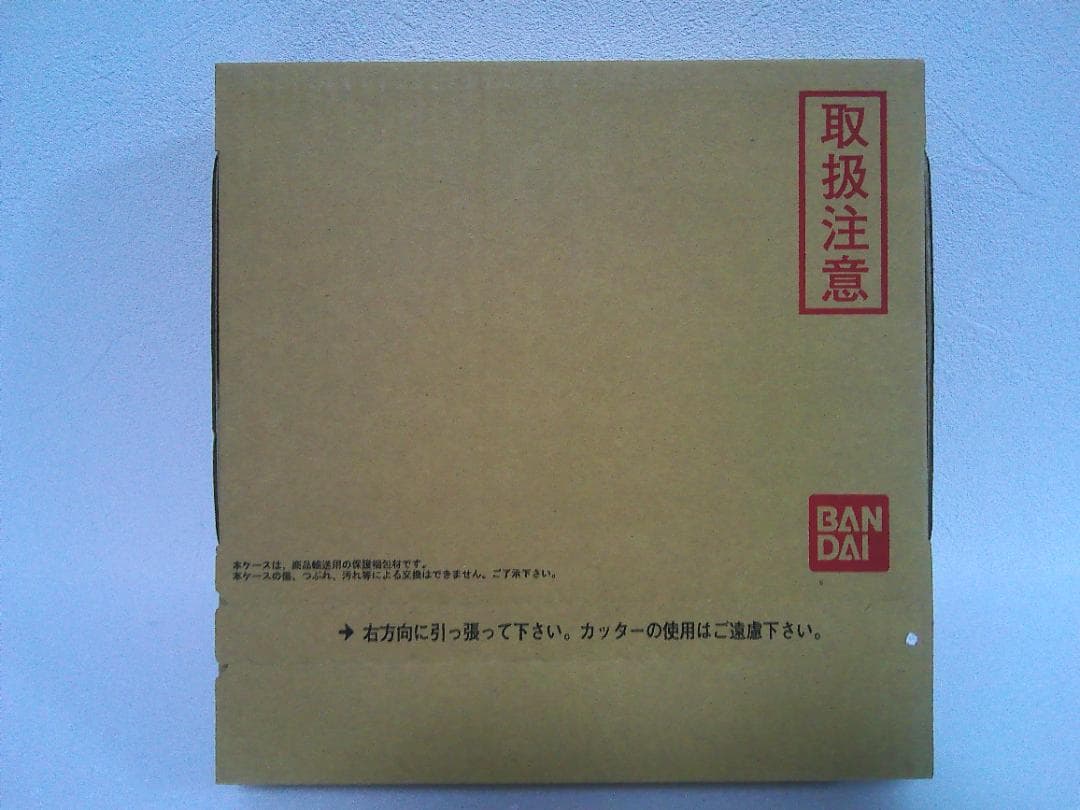 取扱注意
BAN
DAI
本ケースは、商品輸送用の保護梱包材です。
本ケースの傷、つぶれ、汚れ等による交換はできません。ご了承下さい。
→ 右方向に引っ張って下さい。カッターの使用はご遠慮下さい。